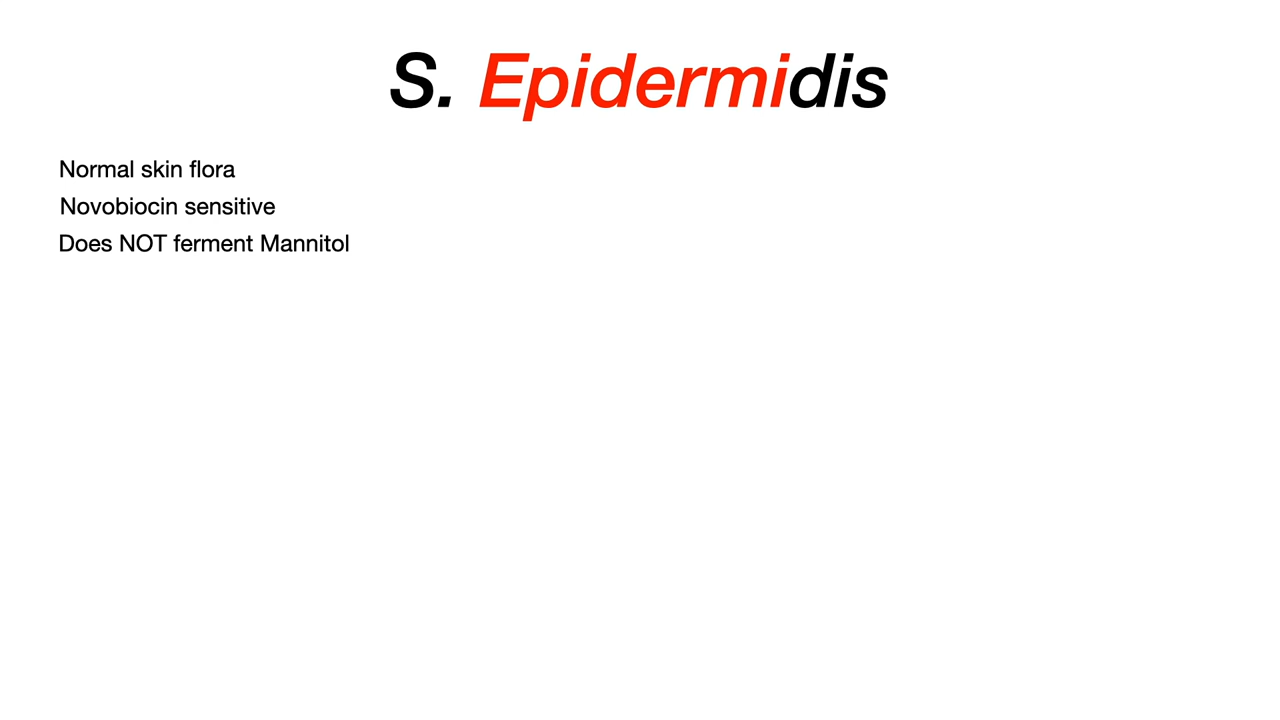 S. Epidermidis
Normal skin flora
Novobiocin sensitive
Does NOT ferment Mannitol